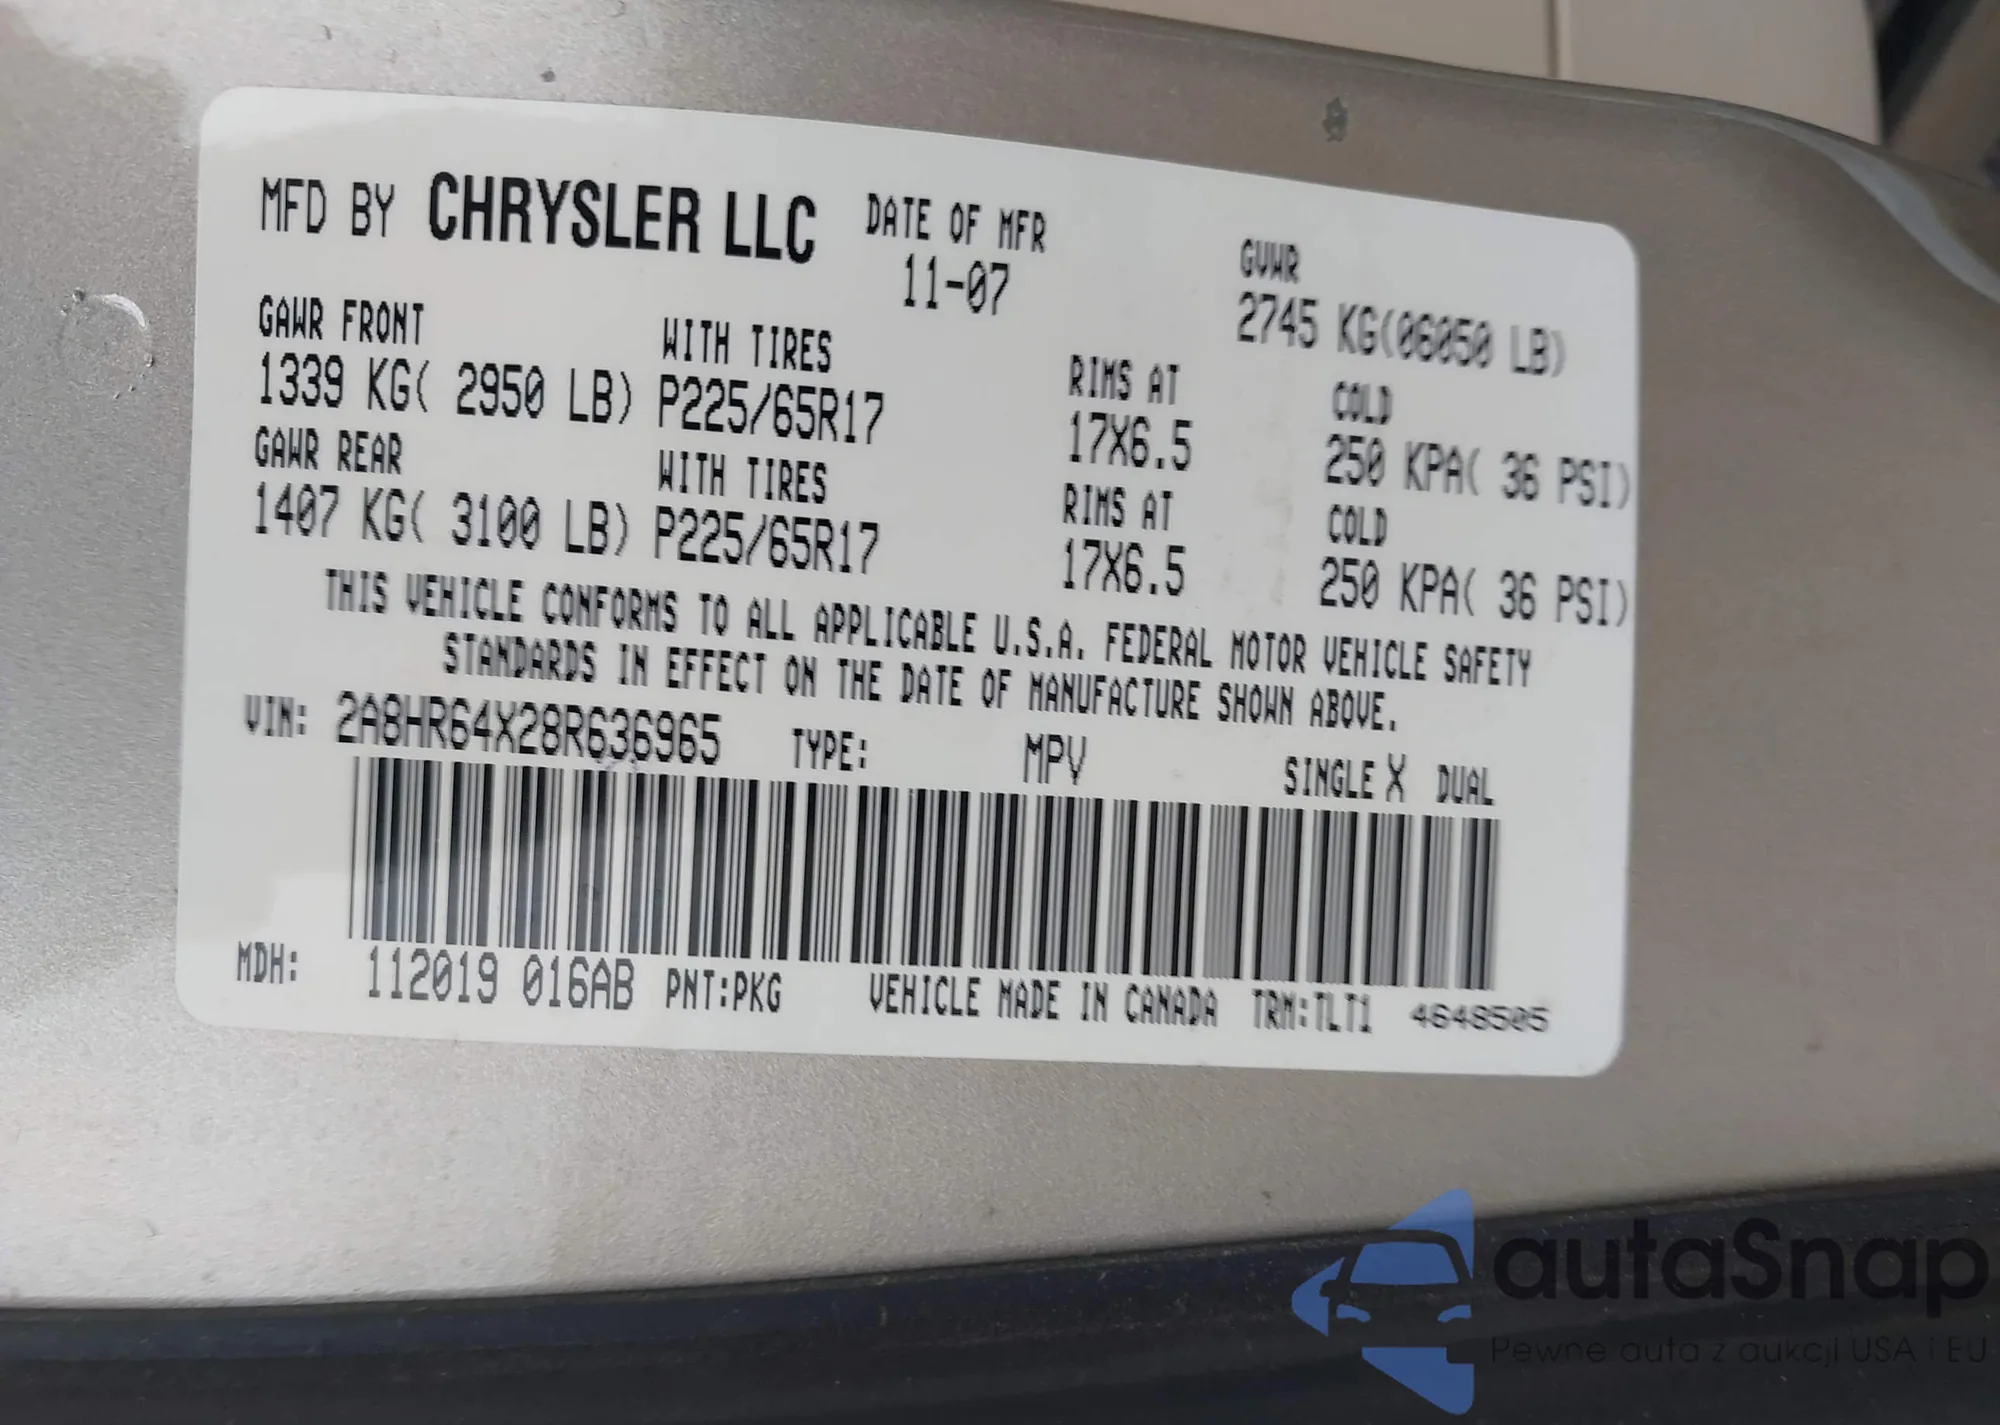 MFD BY CHRYSLER LLC DATE OF MFR GVWR
11-07 2745 KG(06050 LB)
GAWR FRONT WITH TIRES RIMS AT COLD
1339 KG( 2950 LB) P225/65R17 17X6.5 250 KPA( 36 PSI)
GAWR REAR WITH TIRES RIMS AT COLD
1407 KG( 3100 LB) P225/65R17 17X6.5 250 KPA( 36 PSI)
THIS VEHICLE CONFORMS TO ALL APPLICABLE U.S.A. FEDERAL MOTOR VEHICLE SAFETY
STANDARDS IN EFFECT ON THE DATE OF MANUFACTURE SHOWN ABOVE.
VIN: 2A8HR64X28R636965 TYPE: MPV SINGLE X DUAL
MDH: 112019 016AB PNT:PKG VEHICLE MADE IN CANADA TRM:TLT1 4648505
autaSnap
Pewne auta z aukcji USA i EU